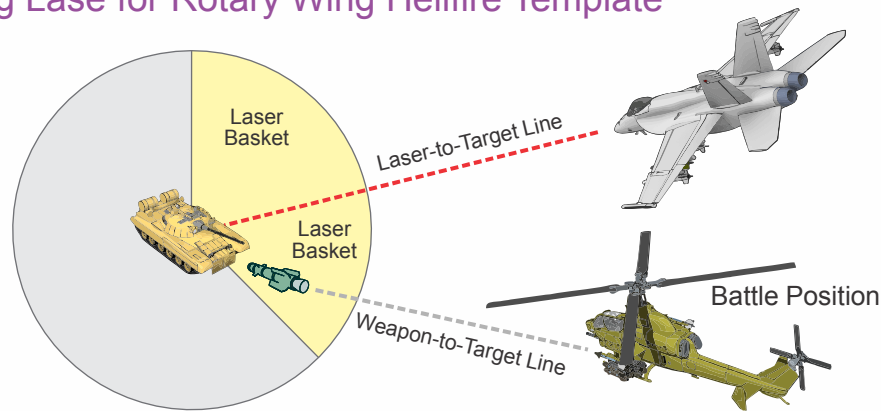 g Lase for Rotary Wing Hellfire Template
Laser
Basket
Laser-to-Target Line
Laser
Basket
Battle Position
Weapon-to-Target Line